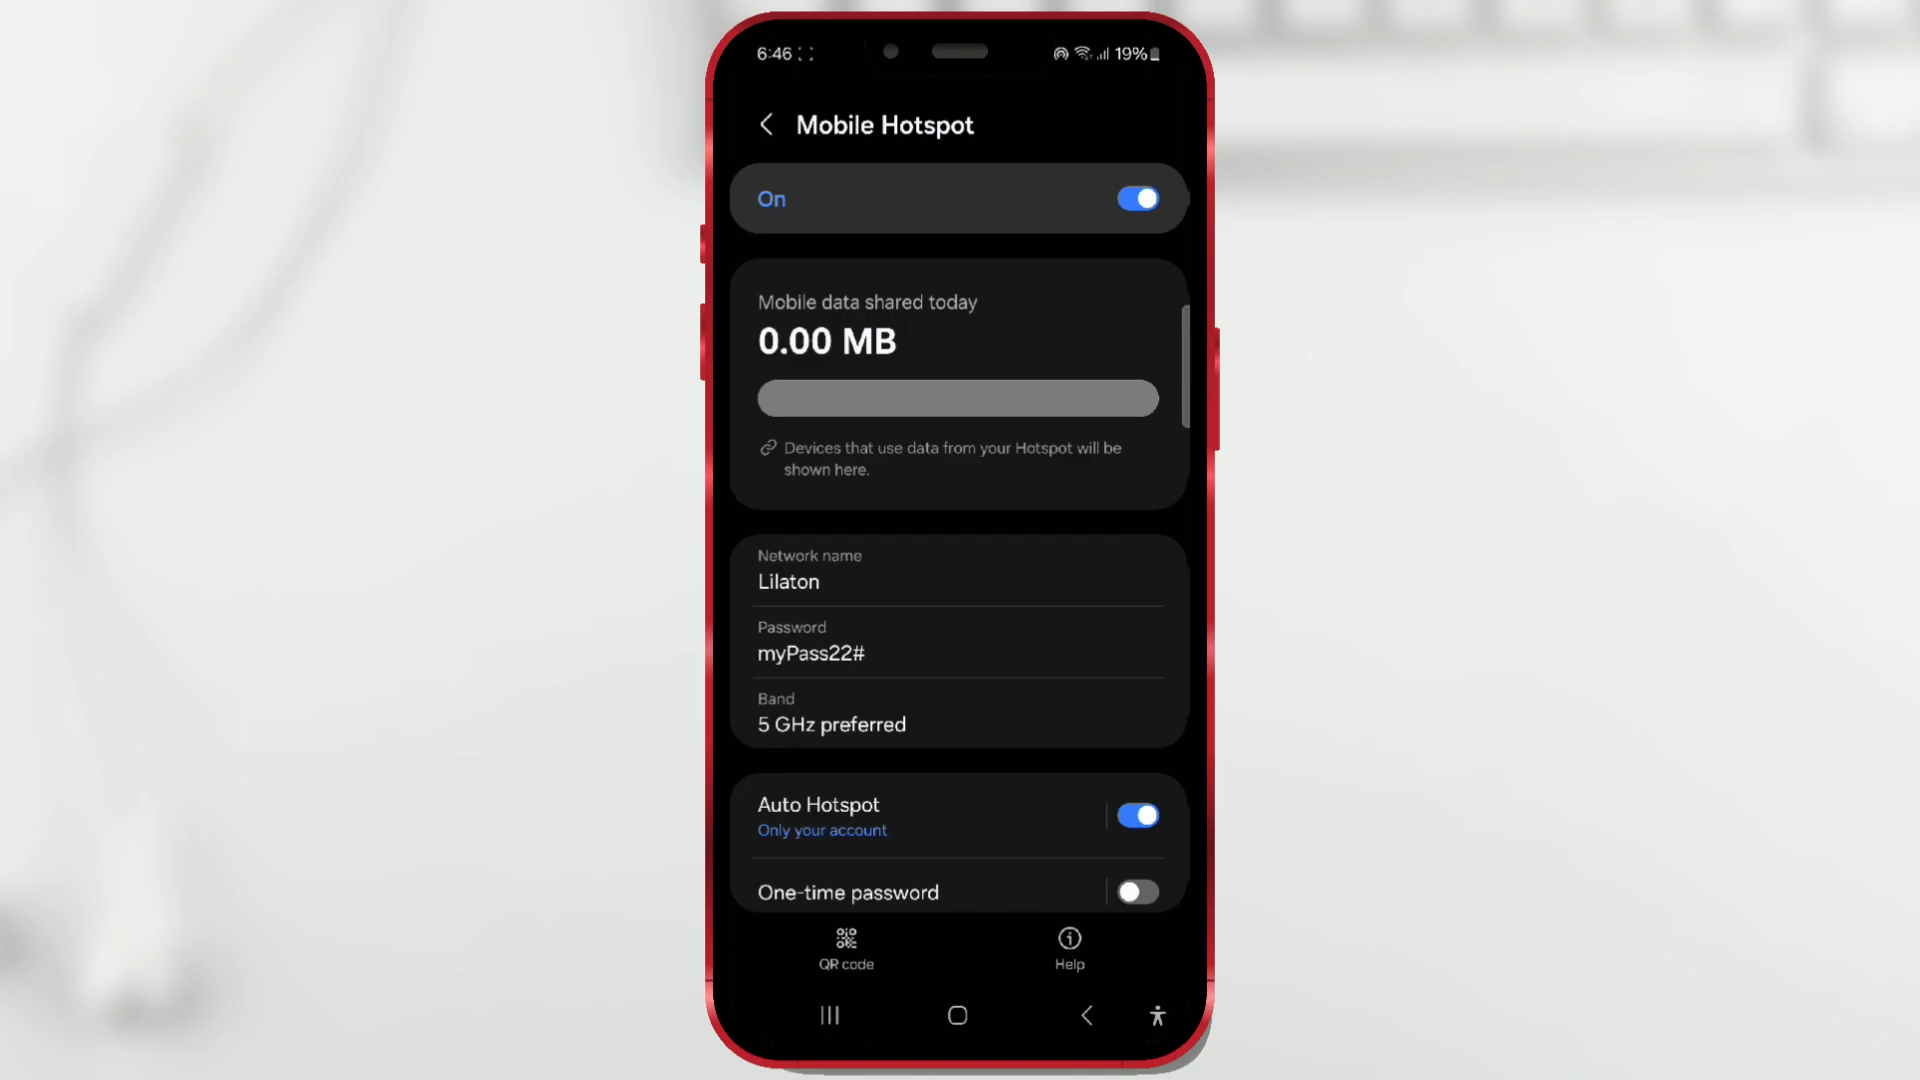 6:46 19%
Mobile Hotspot
On
Mobile data shared today
0.00 MB
Devices that use data from your Hotspot will be
shown here.
Network name
Lilaton
Password
myPass22#
Band
5 GHz preferred
Auto Hotspot
Only your account
One-time password
QR code Help